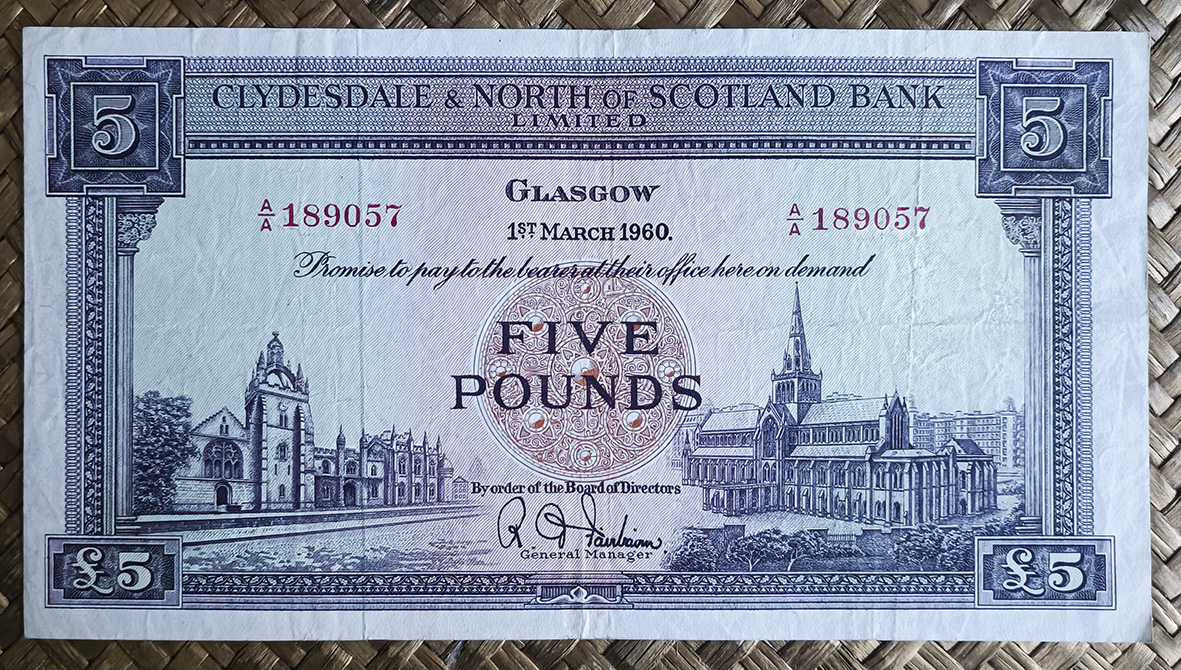 5 5
CLYDESDALE & NORTH OF SCOTLAND BANK
LIMITED
GLASGOW
A/A 189057 A/A 189057
1ST MARCH 1960.
Promise to pay to the bearer at their office here on demand
FIVE
POUNDS
By order of the Board of Directors
R D Fairbairn
General Manager
£5 £5